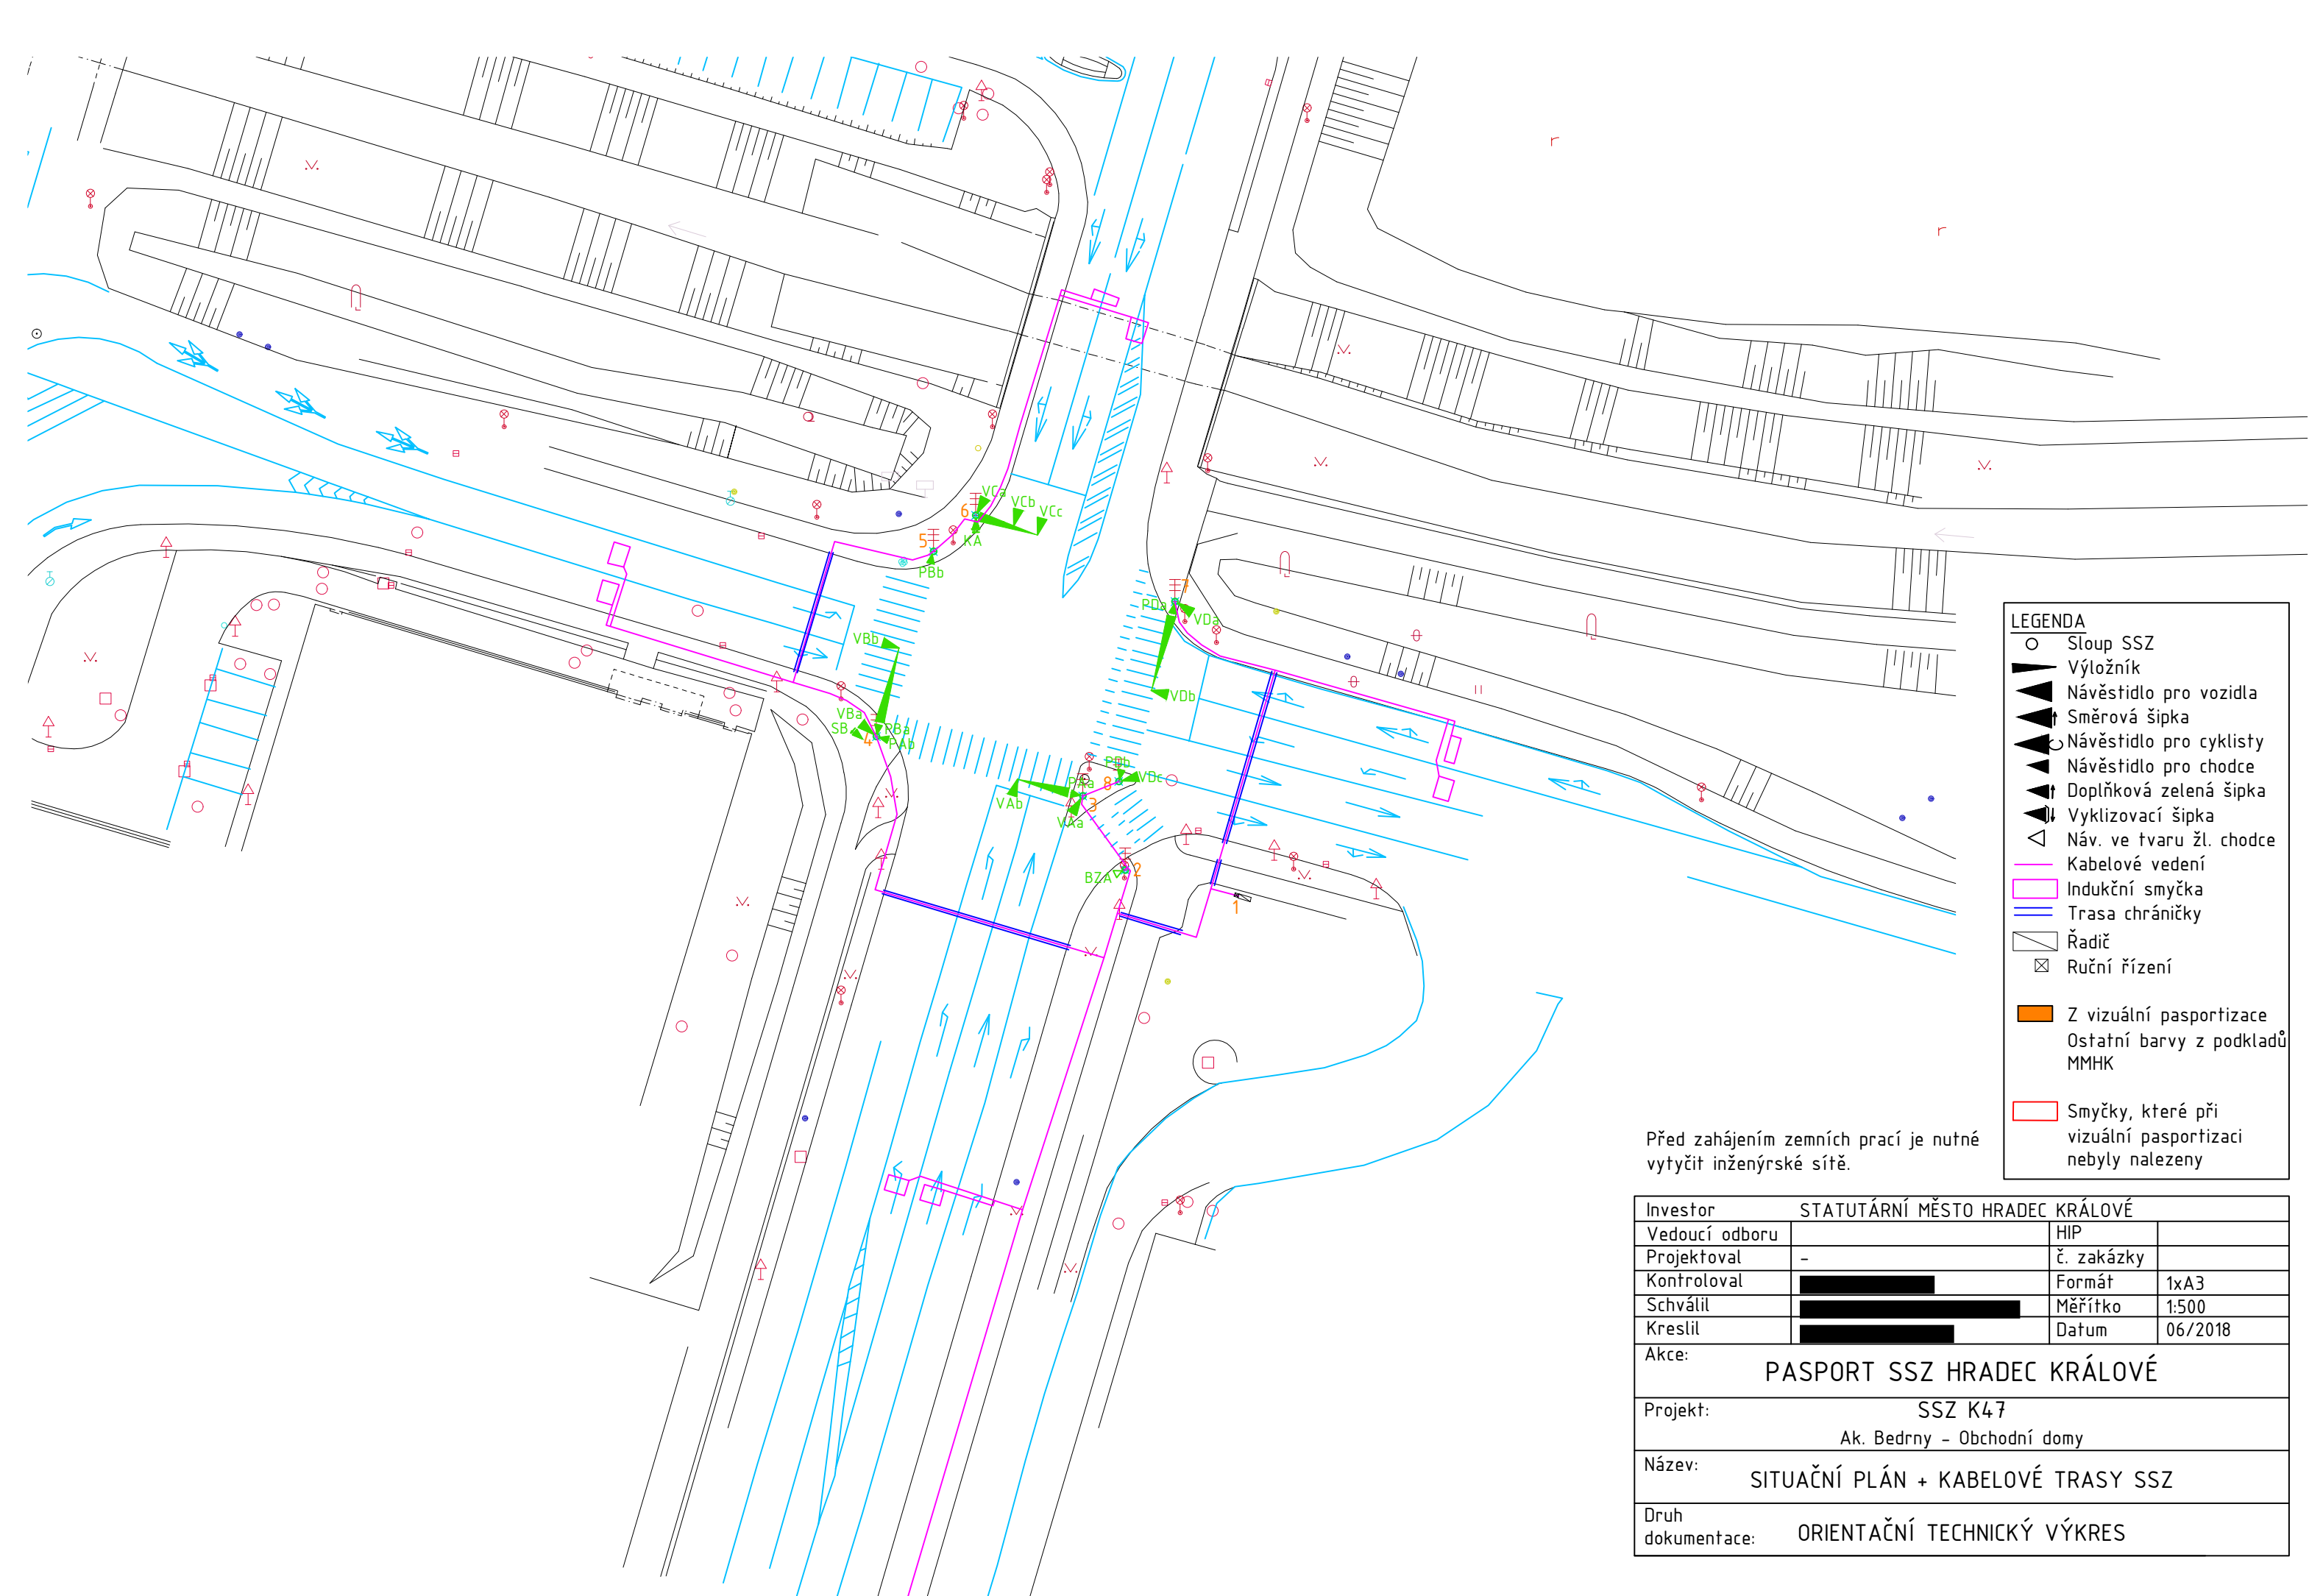 VCa
VCb
VCc
6
KA
5
PBb
7
PDa
VDa
VBb
VDb
VBa
SB
PBa
4
PAb
PDb
PAa
8
VDc
VAb
3
VAa
BZA
2
1
LEGENDA
Sloup SSZ
Výložník
Návěstidlo pro vozidla
Směrová šipka
Návěstidlo pro cyklisty
Návěstidlo pro chodce
Doplňková zelená šipka
Vyklizovací šipka
Náv. ve tvaru žl. chodce
Kabelové vedení
Indukční smyčka
Trasa chráničky
Řadič
Ruční řízení
Z vizuální pasportizace
Ostatní barvy z podkladů
MMHK
Smyčky, které při
vizuální pasportizaci
nebyly nalezeny
Před zahájením zemních prací je nutné
vytyčit inženýrské sítě.
Investor STATUTÁRNÍ MĚSTO HRADEC KRÁLOVÉ
Vedoucí odboru HIP
Projektoval - č. zakázky
Kontroloval Formát 1xA3
Schválil Měřítko 1:500
Kreslil Datum 06/2018
Akce:
PASPORT SSZ HRADEC KRÁLOVÉ
Projekt: SSZ K47
Ak. Bedrny - Obchodní domy
Název:
SITUAČNÍ PLÁN + KABELOVÉ TRASY SSZ
Druh
dokumentace: ORIENTAČNÍ TECHNICKÝ VÝKRES